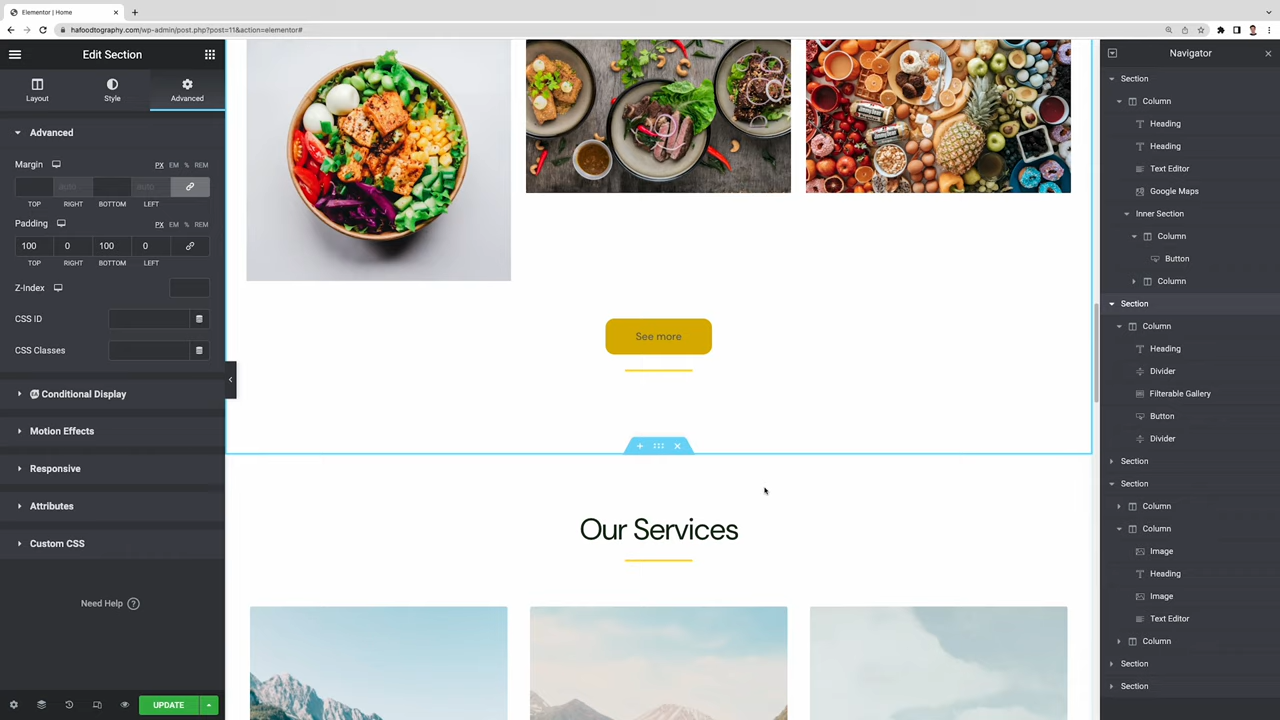 Elementor | Home
hafoodtography.com/wp-admin/post.php?post=11&action=elementor#
Edit Section
Layout
Style
Advanced
Advanced
Margin
PX EM % REM
auto auto
TOP RIGHT BOTTOM LEFT
Padding
PX EM % REM
100 0 100 0
TOP RIGHT BOTTOM LEFT
Z-Index
CSS ID
CSS Classes
Conditional Display
Motion Effects
Responsive
Attributes
Custom CSS
Need Help
UPDATE
See more
Our Services
Navigator
Section
Column
Heading
Heading
Text Editor
Google Maps
Inner Section
Column
Button
Column
Section
Column
Heading
Divider
Filterable Gallery
Button
Divider
Section
Section
Column
Column
Image
Heading
Image
Text Editor
Column
Section
Section